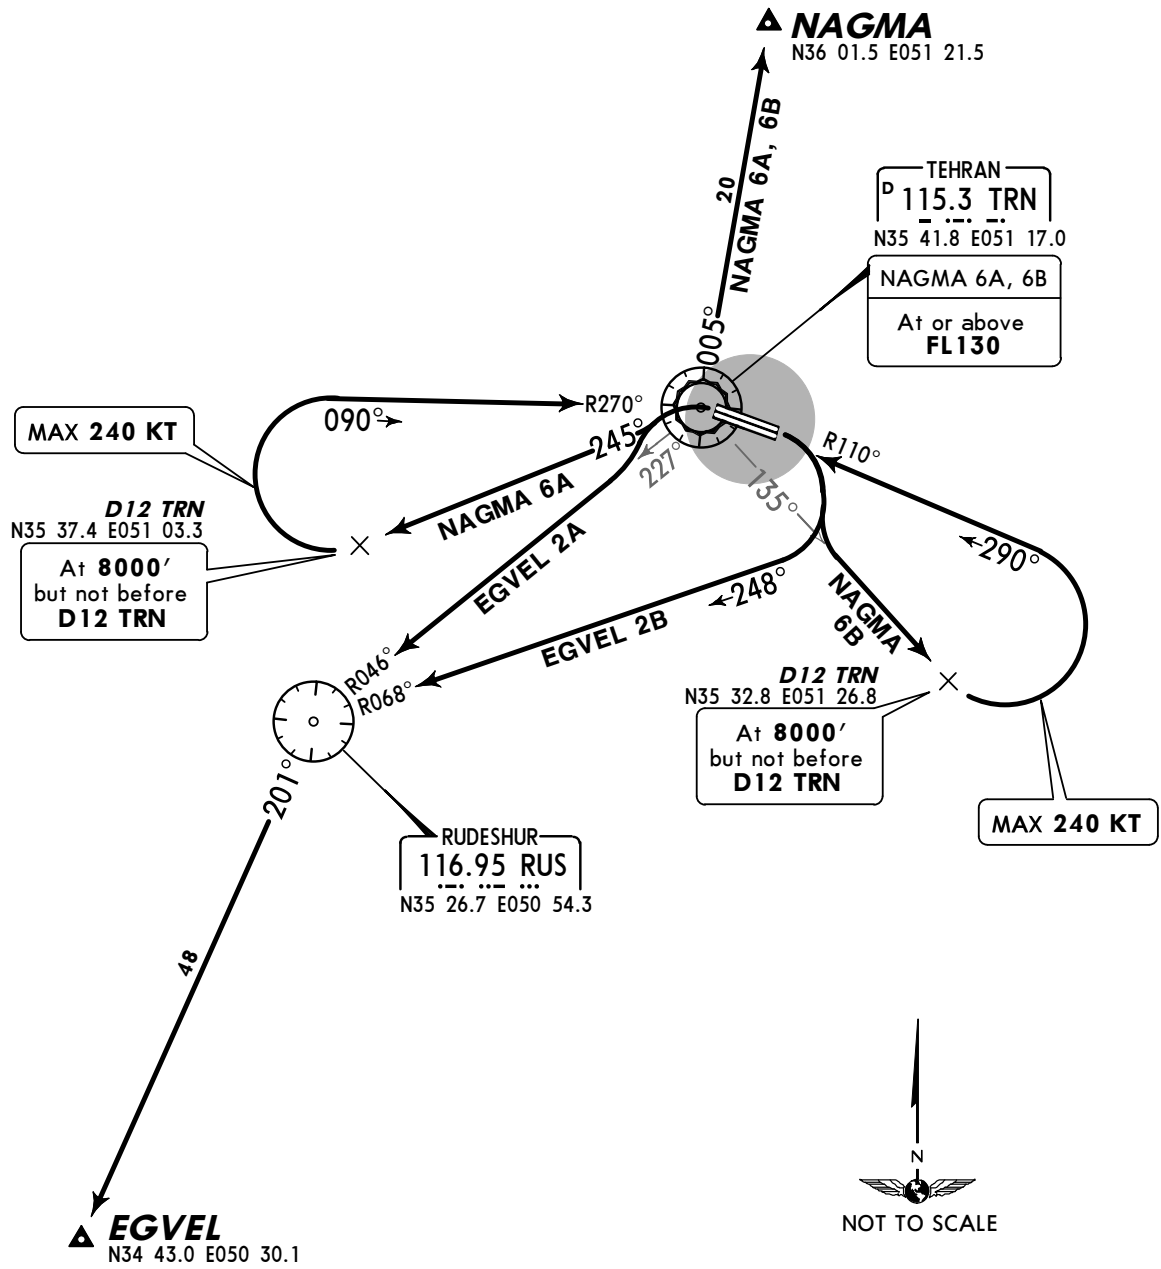 NAGMA
N36 01.5 E051 21.5
20
NAGMA 6A, 6B
TEHRAN
D 115.3 TRN
N35 41.8 E051 17.0
NAGMA 6A, 6B
At or above
FL130
005°
R270°
090°
MAX 240 KT
245°
227°
R110°
135°
NAGMA 6A
D12 TRN
N35 37.4 E051 03.3
At 8000'
but not before
D12 TRN
EGVEL 2A
290°
248°
EGVEL 2B
NAGMA
6B
R046°
R068°
D12 TRN
N35 32.8 E051 26.8
At 8000'
but not before
D12 TRN
201°
MAX 240 KT
RUDESHUR
116.95 RUS
N35 26.7 E050 54.3
48
N
NOT TO SCALE
EGVEL
N34 43.0 E050 30.1